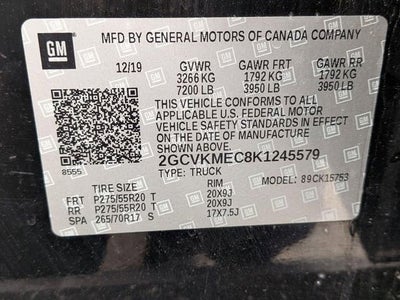 GM
MFD BY GENERAL MOTORS OF CANADA COMPANY
12/19 GVWR GAWR FRT GAWR RR
3266 KG 1792 KG 1792 KG
7200 LB 3950 LB 3950 LB
THIS VEHICLE CONFORMS TO ALL
APPLICABLE U.S. FEDERAL MOTOR
VEHICLE SAFETY STANDARDS IN
EFFECT ON THE DATE OF
MANUFACTURE SHOWN ABOVE.
2GCVKMEC8K1245579
8555 TYPE: TRUCK MODEL: 89CK15753
TIRE SIZE RIM
FRT P275/55R20 T 20X9J
RR P275/55R20 T 20X9J
SPA 265/70R17 S 17X7.5J